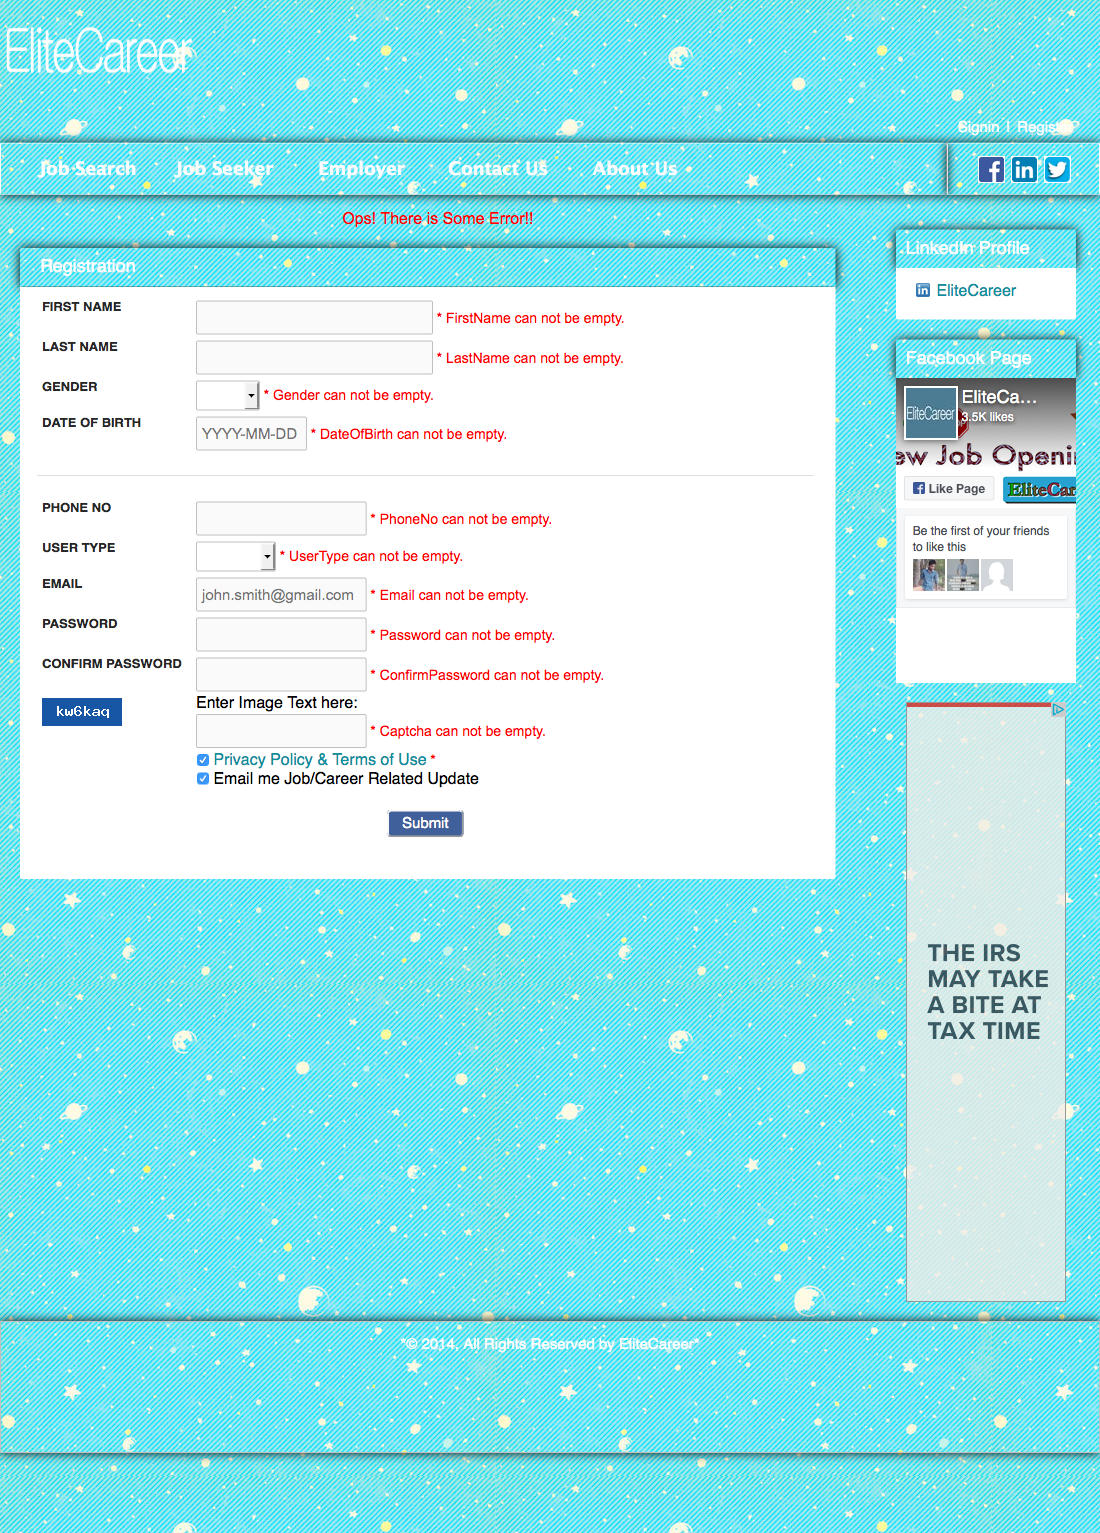 EliteCareer
Signin | Register
Job Search Job Seeker Employer Contact US About Us
Ops! There is Some Error!!
Registration
FIRST NAME * FirstName can not be empty.
LAST NAME * LastName can not be empty.
GENDER * Gender can not be empty.
DATE OF BIRTH YYYY-MM-DD * DateOfBirth can not be empty.
PHONE NO * PhoneNo can not be empty.
USER TYPE * UserType can not be empty.
EMAIL john.smith@gmail.com * Email can not be empty.
PASSWORD * Password can not be empty.
CONFIRM PASSWORD * ConfirmPassword can not be empty.
kw6kaq Enter Image Text here:
* Captcha can not be empty.
Privacy Policy & Terms of Use *
Email me Job/Career Related Update
Submit
LinkedIn Profile
in EliteCareer
Facebook Page
EliteCareer EliteCa...
3.5K likes
ew Job Openin
Like Page EliteCar
Be the first of your friends
to like this
THE IRS
MAY TAKE
A BITE AT
TAX TIME
*© 2014, All Rights Reserved by EliteCareer*